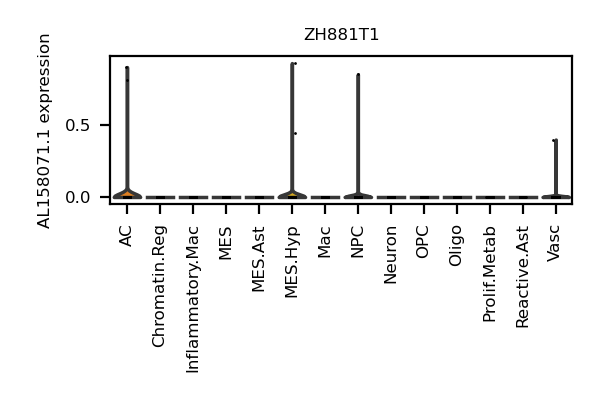 ZH881T1
AL158071.1 expression
0.5
0.0
AC
Chromatin.Reg
Inflammatory.Mac
MES
MES.Ast
MES.Hyp
Mac
NPC
Neuron
OPC
Oligo
Prolif.Metab
Reactive.Ast
Vasc